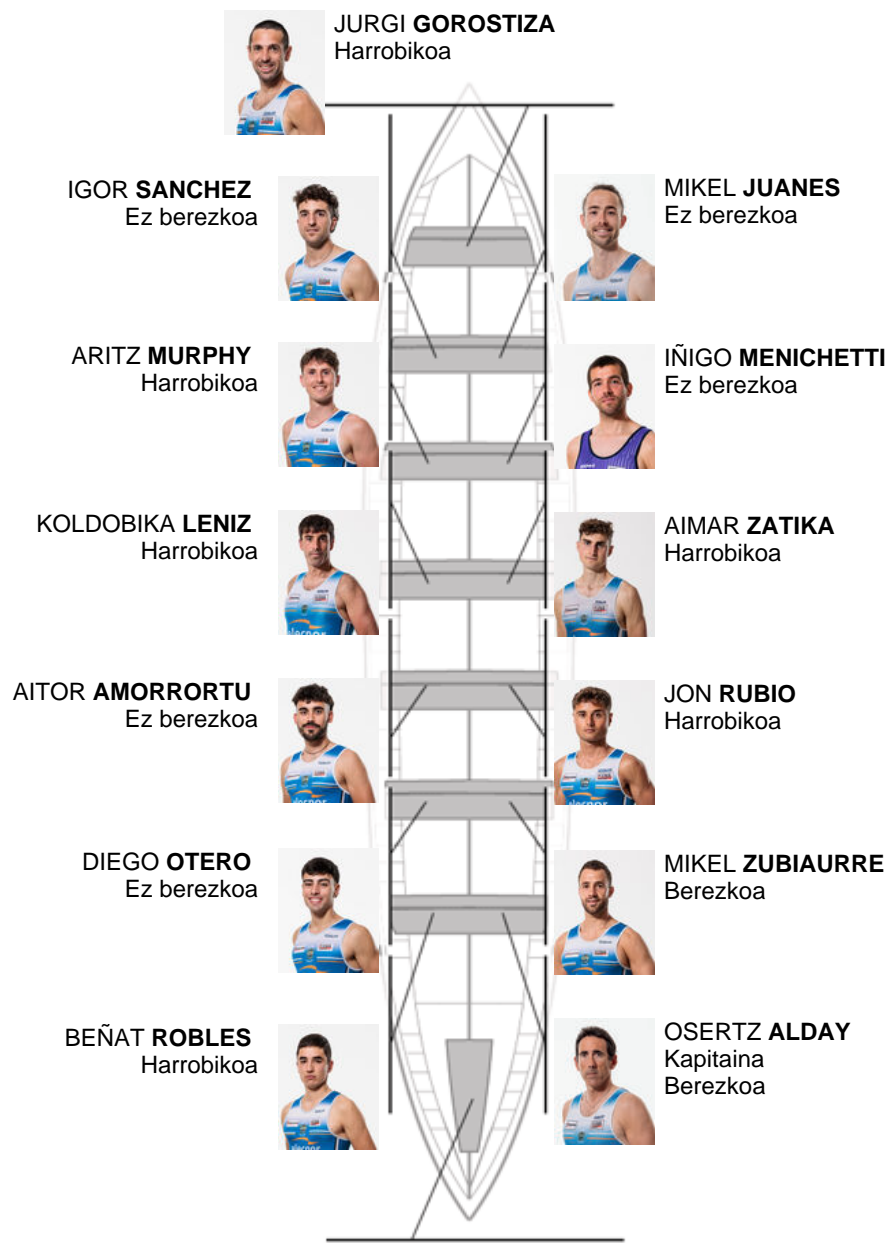 JURGI GOROSTIZA
Harrobikoa
IGOR SANCHEZ
Ez berezkoa
MIKEL JUANES
Ez berezkoa
ARITZ MURPHY
Harrobikoa
IÑIGO MENICHETTI
Ez berezkoa
KOLDOBIKA LENIZ
Harrobikoa
AIMAR ZATIKA
Harrobikoa
AITOR AMORRORTU
Ez berezkoa
JON RUBIO
Harrobikoa
DIEGO OTERO
Ez berezkoa
MIKEL ZUBIAURRE
Berezkoa
BEÑAT ROBLES
Harrobikoa
OSERTZ ALDAY
Kapitaina
Berezkoa